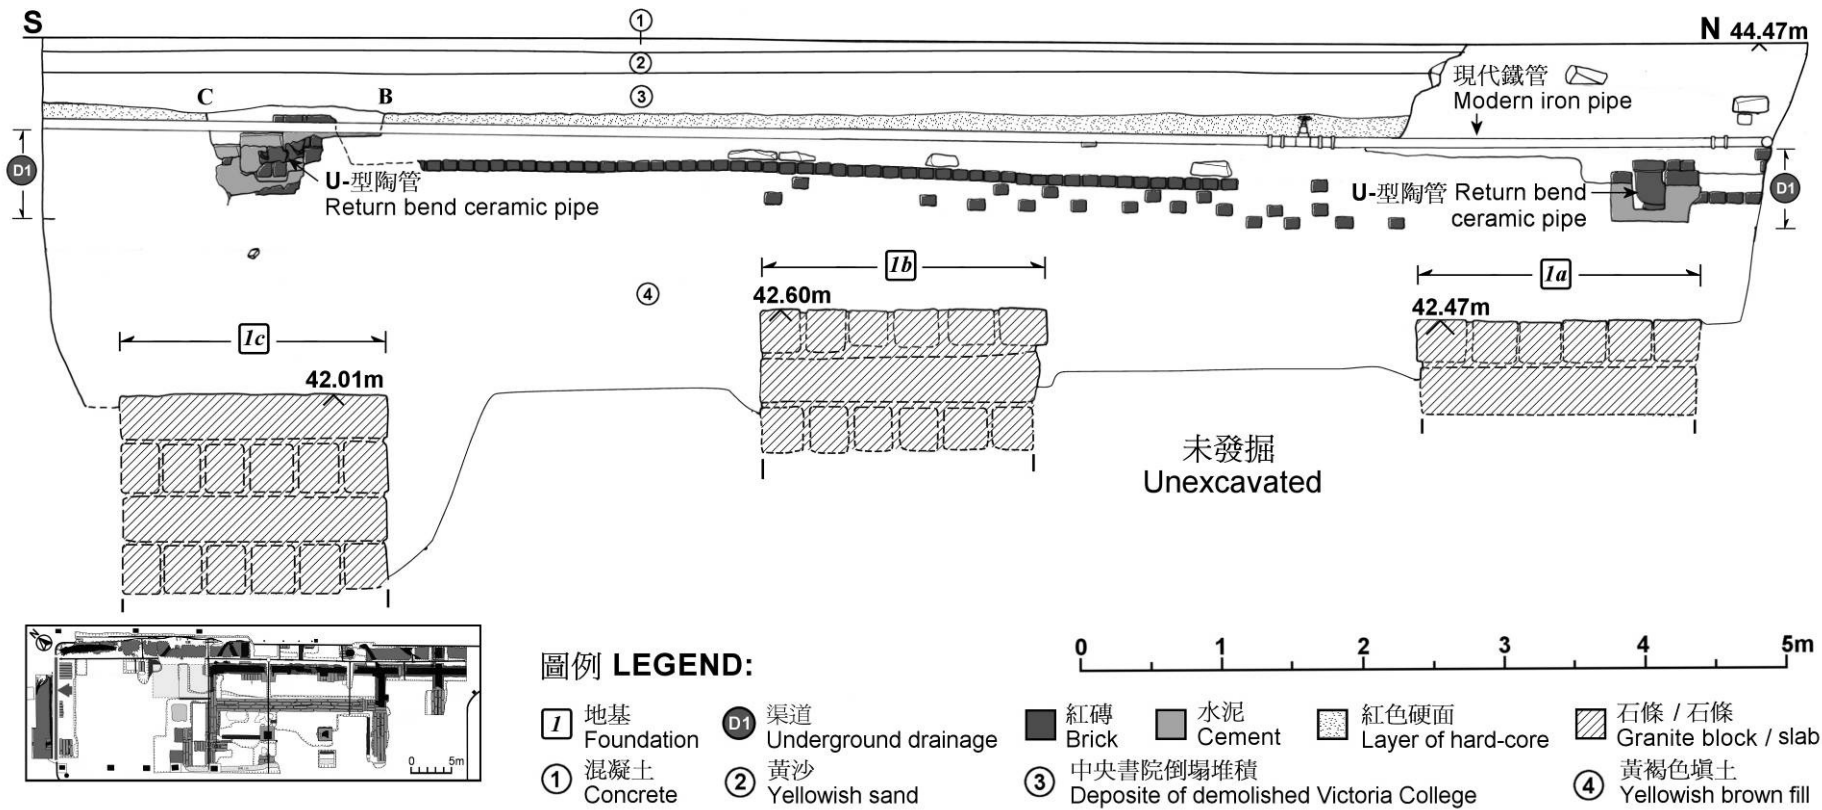 S
①
N 44.47m
②
現代鐵管
Modern iron pipe
C
B
③
D1
U-型陶管
Return bend ceramic pipe
U-型陶管 Return bend
ceramic pipe
D1
1b
1a
④
42.60m
42.47m
1c
42.01m
未發掘
Unexcavated
N
0 5m
0 1 2 3 4 5m
圖例 LEGEND:
1 地基
Foundation
D1 渠道
Underground drainage
紅磚
Brick
水泥
Cement
紅色硬面
Layer of hard-core
石條 / 石條
Granite block / slab
① 混凝土
Concrete
② 黃沙
Yellowish sand
③ 中央書院倒塌堆積
Deposite of demolished Victoria College
④ 黃褐色填土
Yellowish brown fill